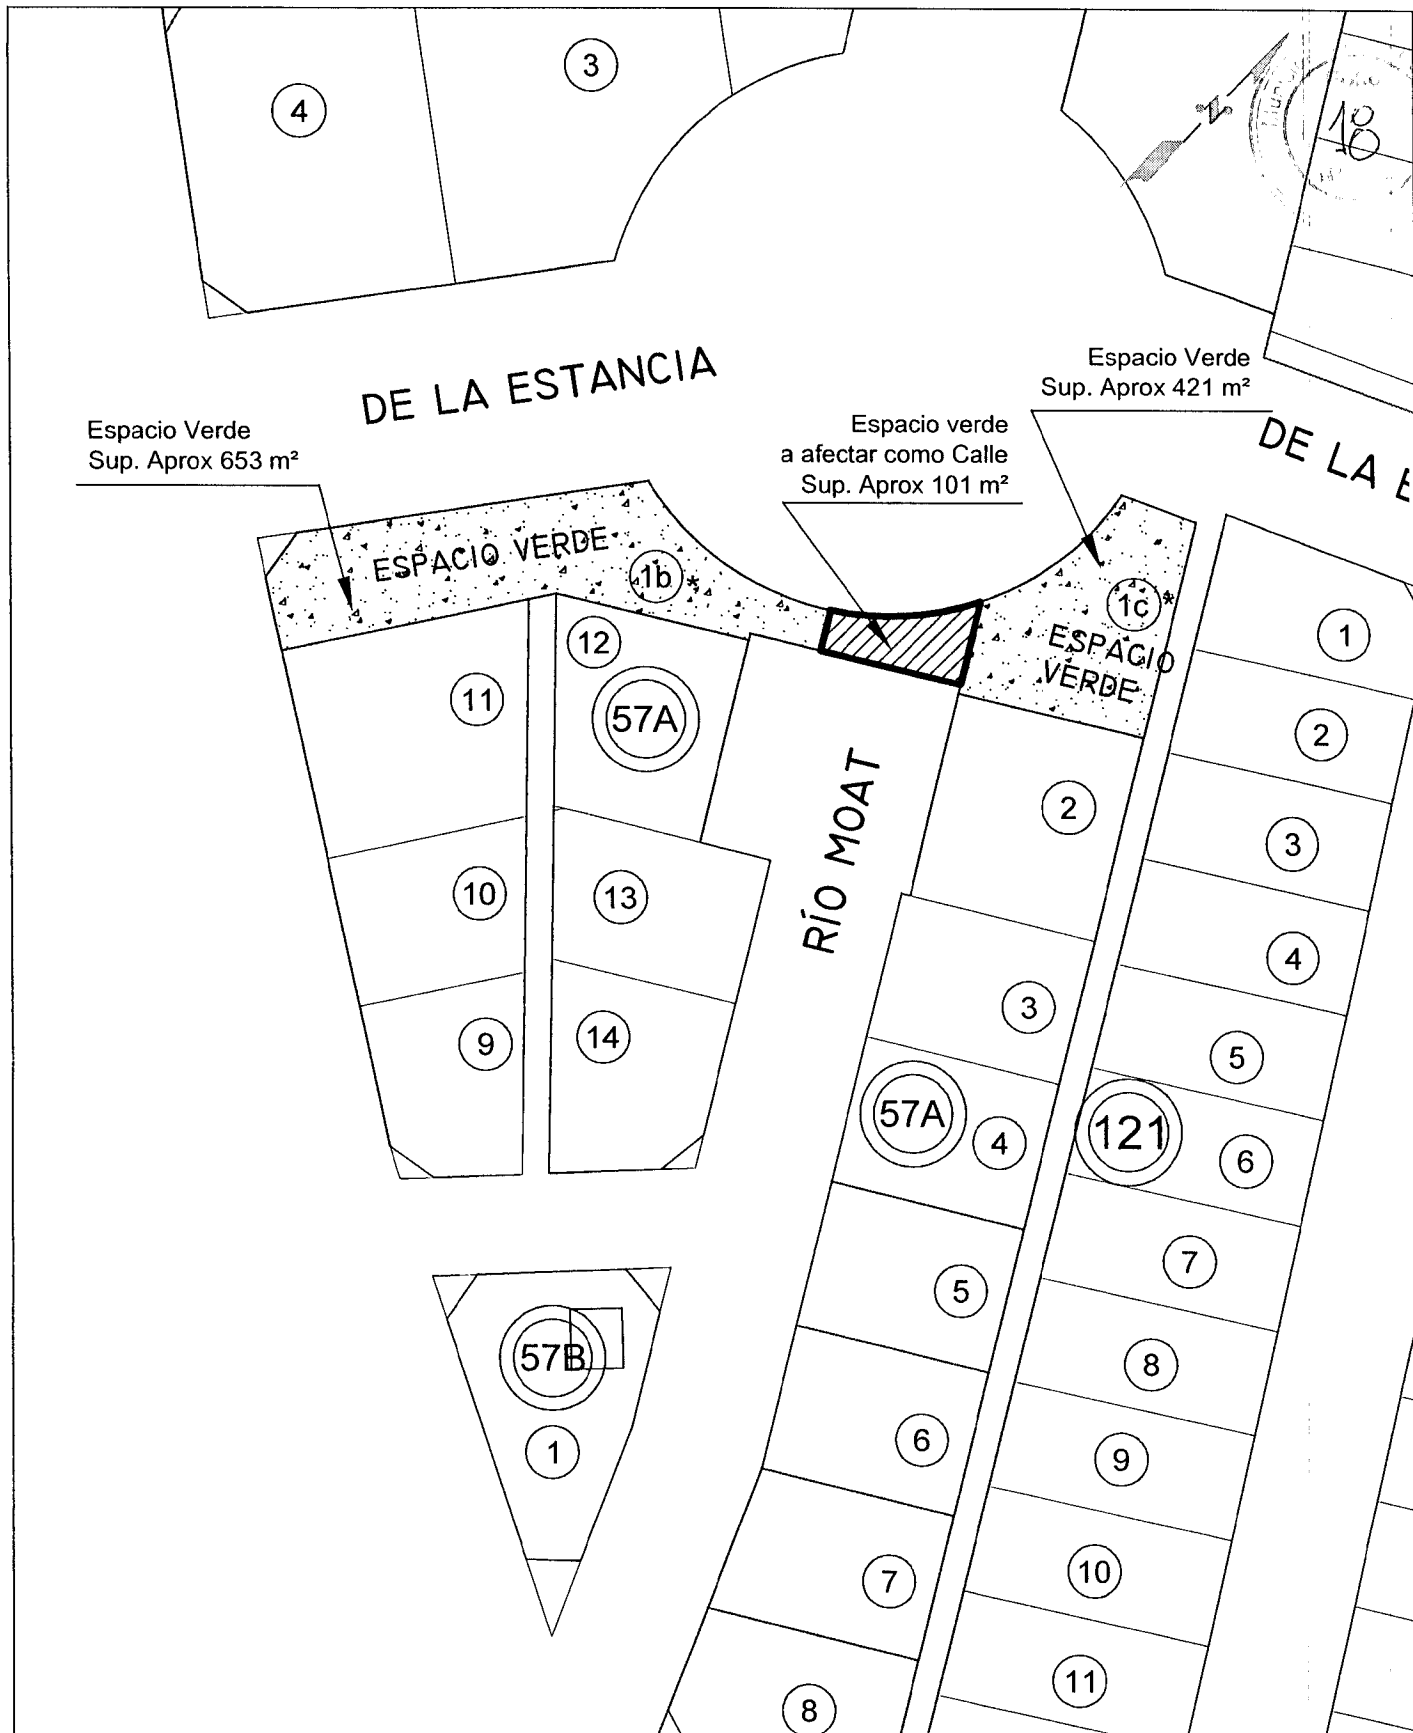 3
4
18
N
DE LA ESTANCIA
Espacio Verde
Sup. Aprox 421 m²
Espacio Verde
Sup. Aprox 653 m²
Espacio verde
a afectar como Calle
Sup. Aprox 101 m²
DE LA E
ESPACIO VERDE
1b*
1c*
ESPACIO
VERDE
12
57A
11
10
13
9
14
RÍO MOAT
2
3
57A
4
5
6
7
8
1
2
3
4
5
121
6
7
8
9
10
11
57B
1